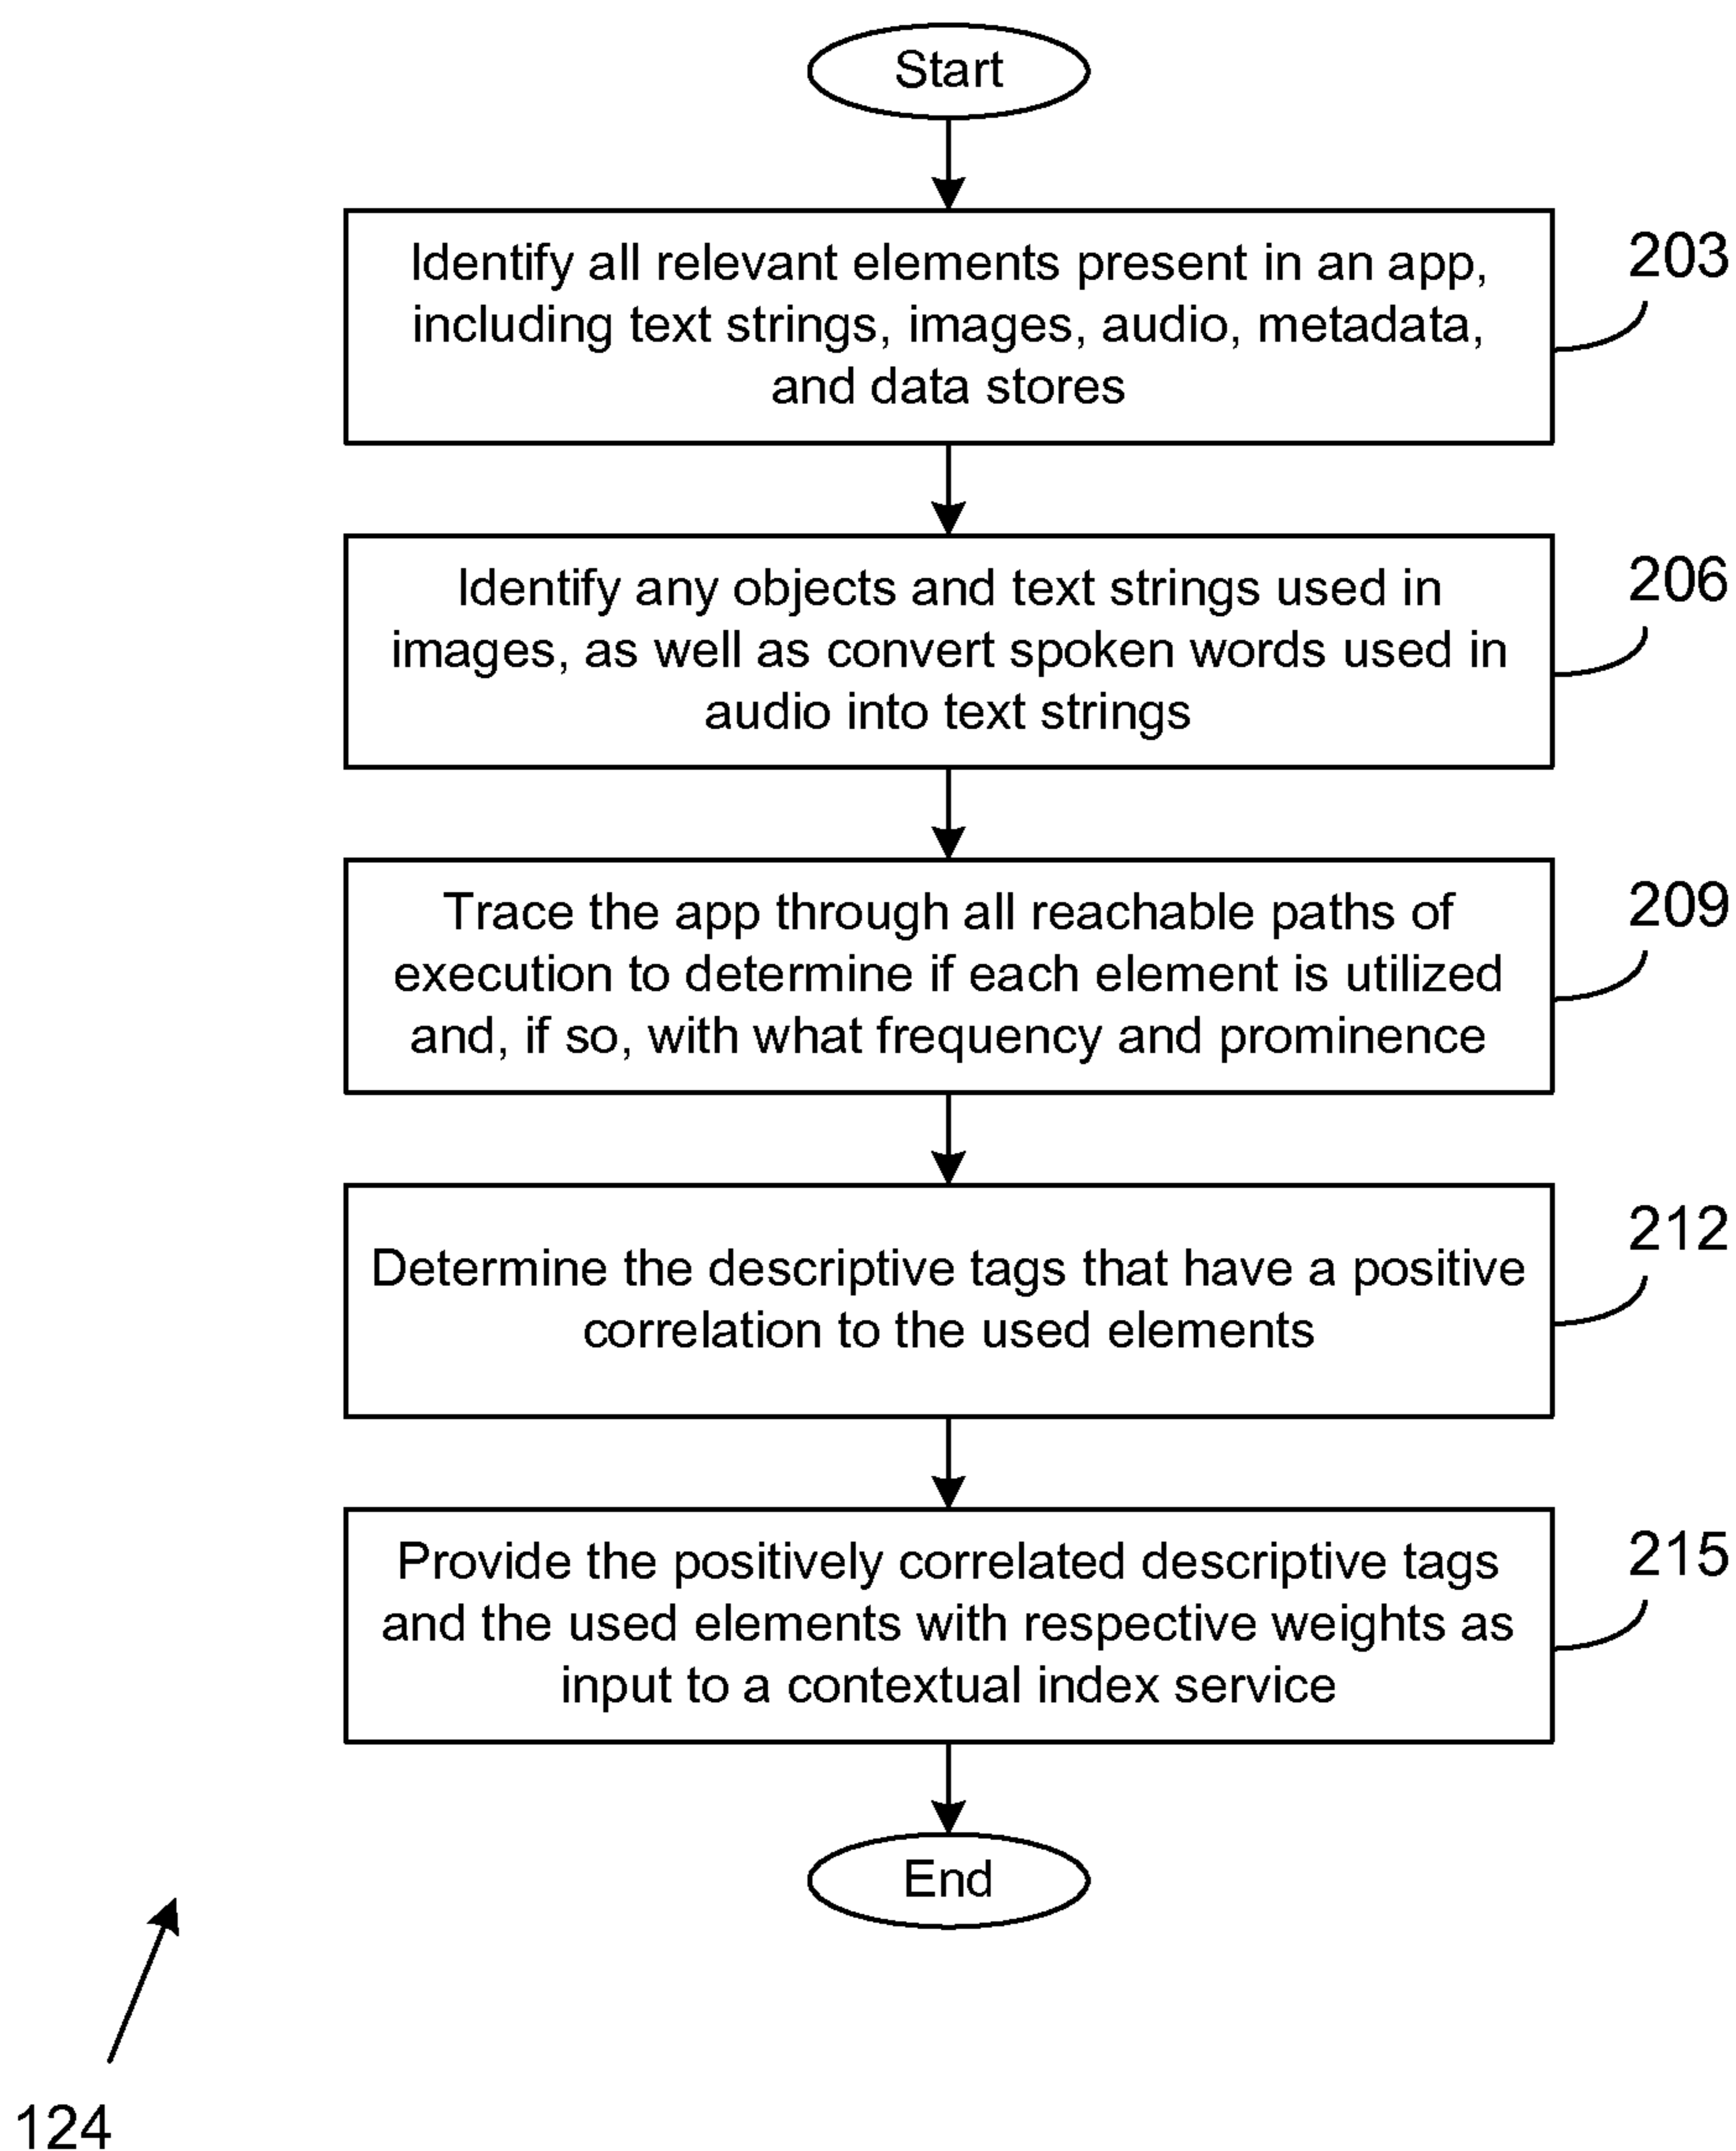 Start
Identify all relevant elements present in an app,
including text strings, images, audio, metadata,
and data stores
203
Identify any objects and text strings used in
images, as well as convert spoken words used in
audio into text strings
206
Trace the app through all reachable paths of
execution to determine if each element is utilized
and, if so, with what frequency and prominence
209
Determine the descriptive tags that have a positive
correlation to the used elements
212
Provide the positively correlated descriptive tags
and the used elements with respective weights as
input to a contextual index service
215
End
124